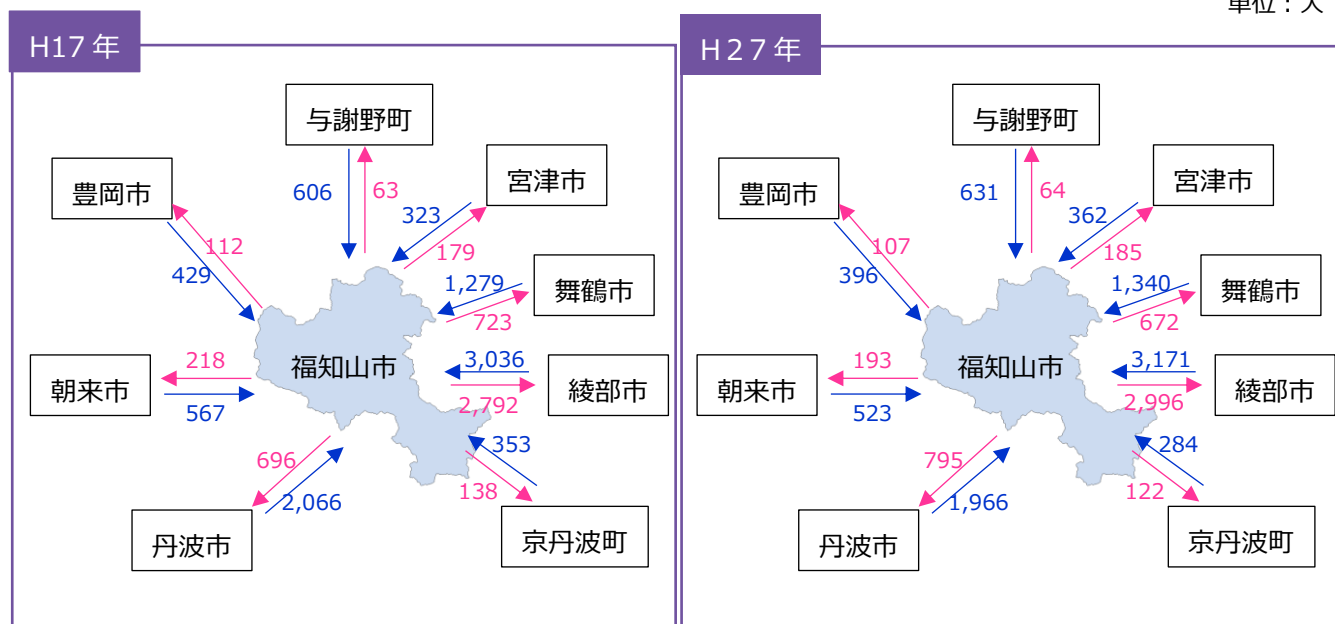 単位：人
H17年
与謝野町
豊岡市
宮津市
606
63
323
179
112
429
1,279
723
舞鶴市
福知山市
218
567
朝来市
3,036
2,792
綾部市
353
138
696
2,066
丹波市
京丹波町
H27年
与謝野町
豊岡市
宮津市
631
64
362
185
107
396
1,340
672
舞鶴市
福知山市
193
523
朝来市
3,171
2,996
綾部市
284
122
795
1,966
丹波市
京丹波町